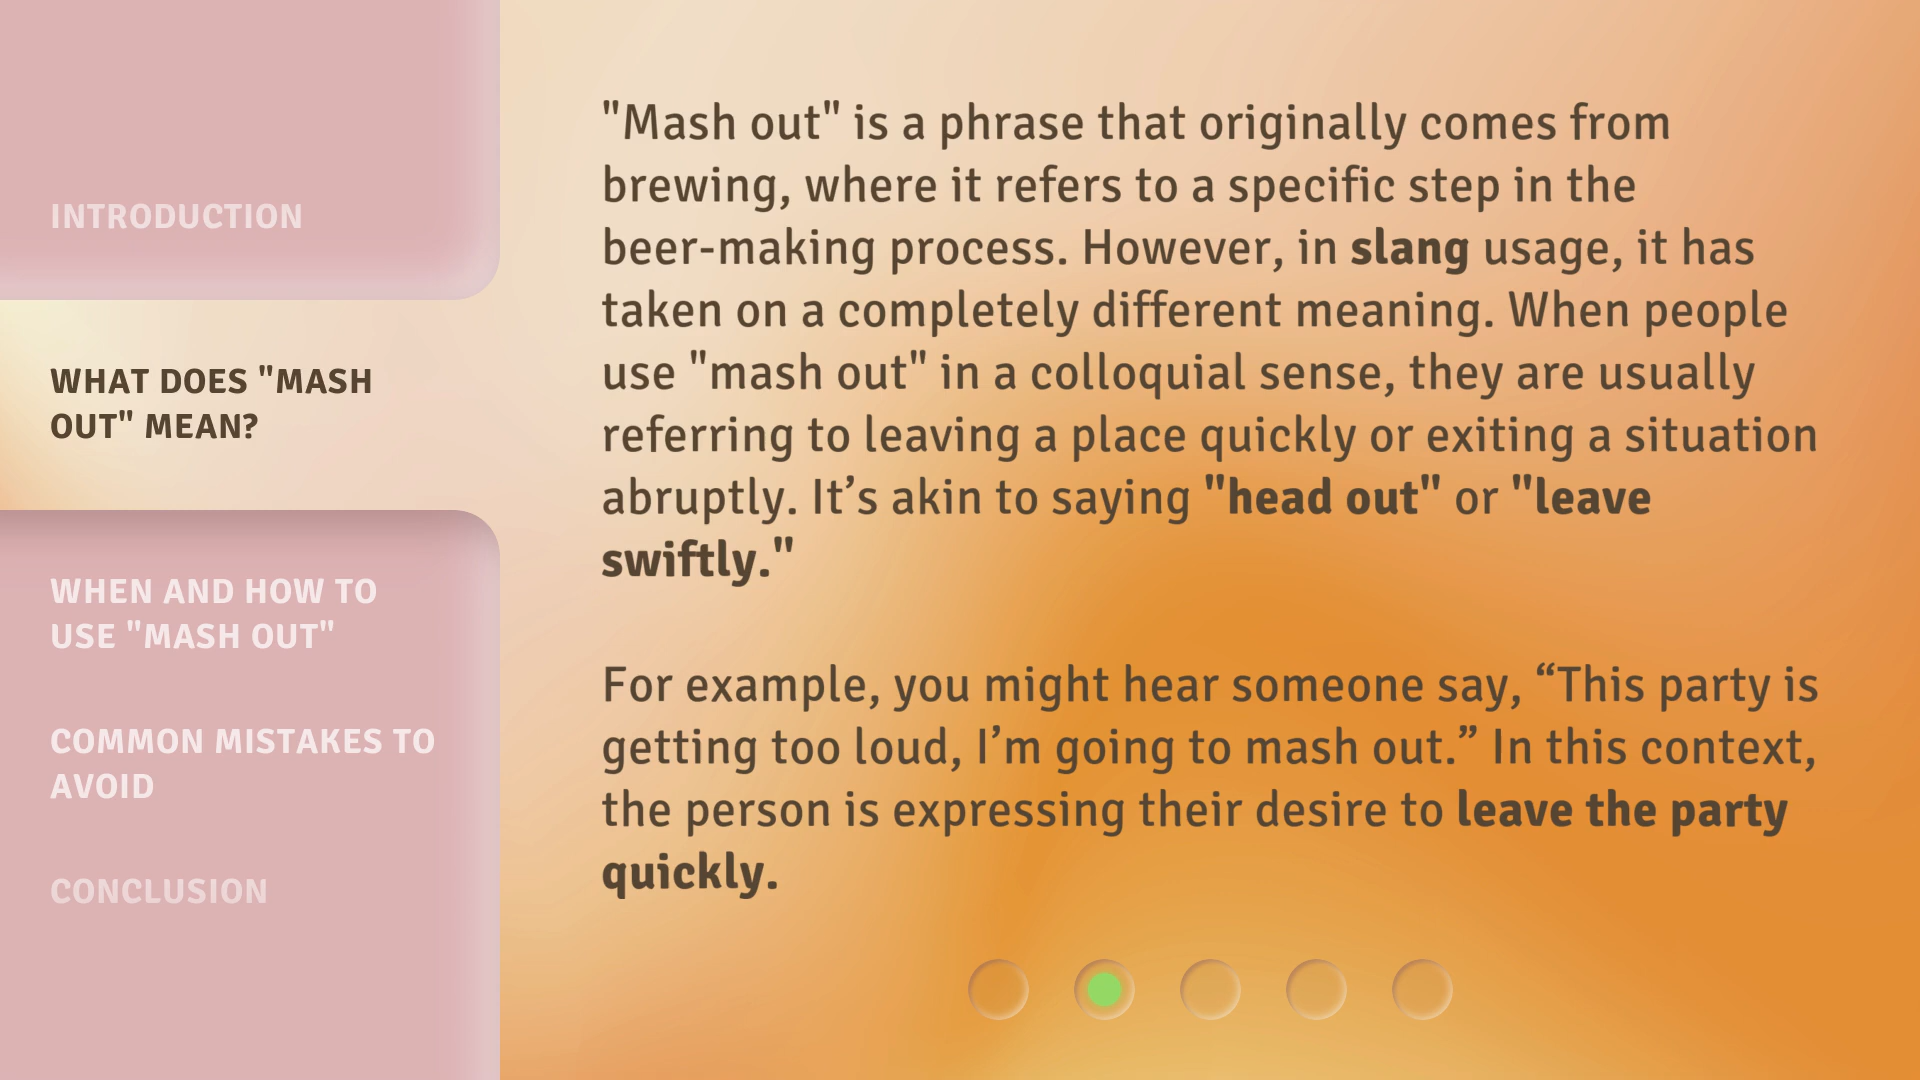 INTRODUCTION
WHAT DOES "MASH
OUT" MEAN?
WHEN AND HOW TO
USE "MASH OUT"
COMMON MISTAKES TO
AVOID
CONCLUSION
"Mash out" is a phrase that originally comes from
brewing, where it refers to a specific step in the
beer-making process. However, in slang usage, it has
taken on a completely different meaning. When people
use "mash out" in a colloquial sense, they are usually
referring to leaving a place quickly or exiting a situation
abruptly. It’s akin to saying "head out" or "leave
swiftly."
For example, you might hear someone say, “This party is
getting too loud, I’m going to mash out.” In this context,
the person is expressing their desire to leave the party
quickly.